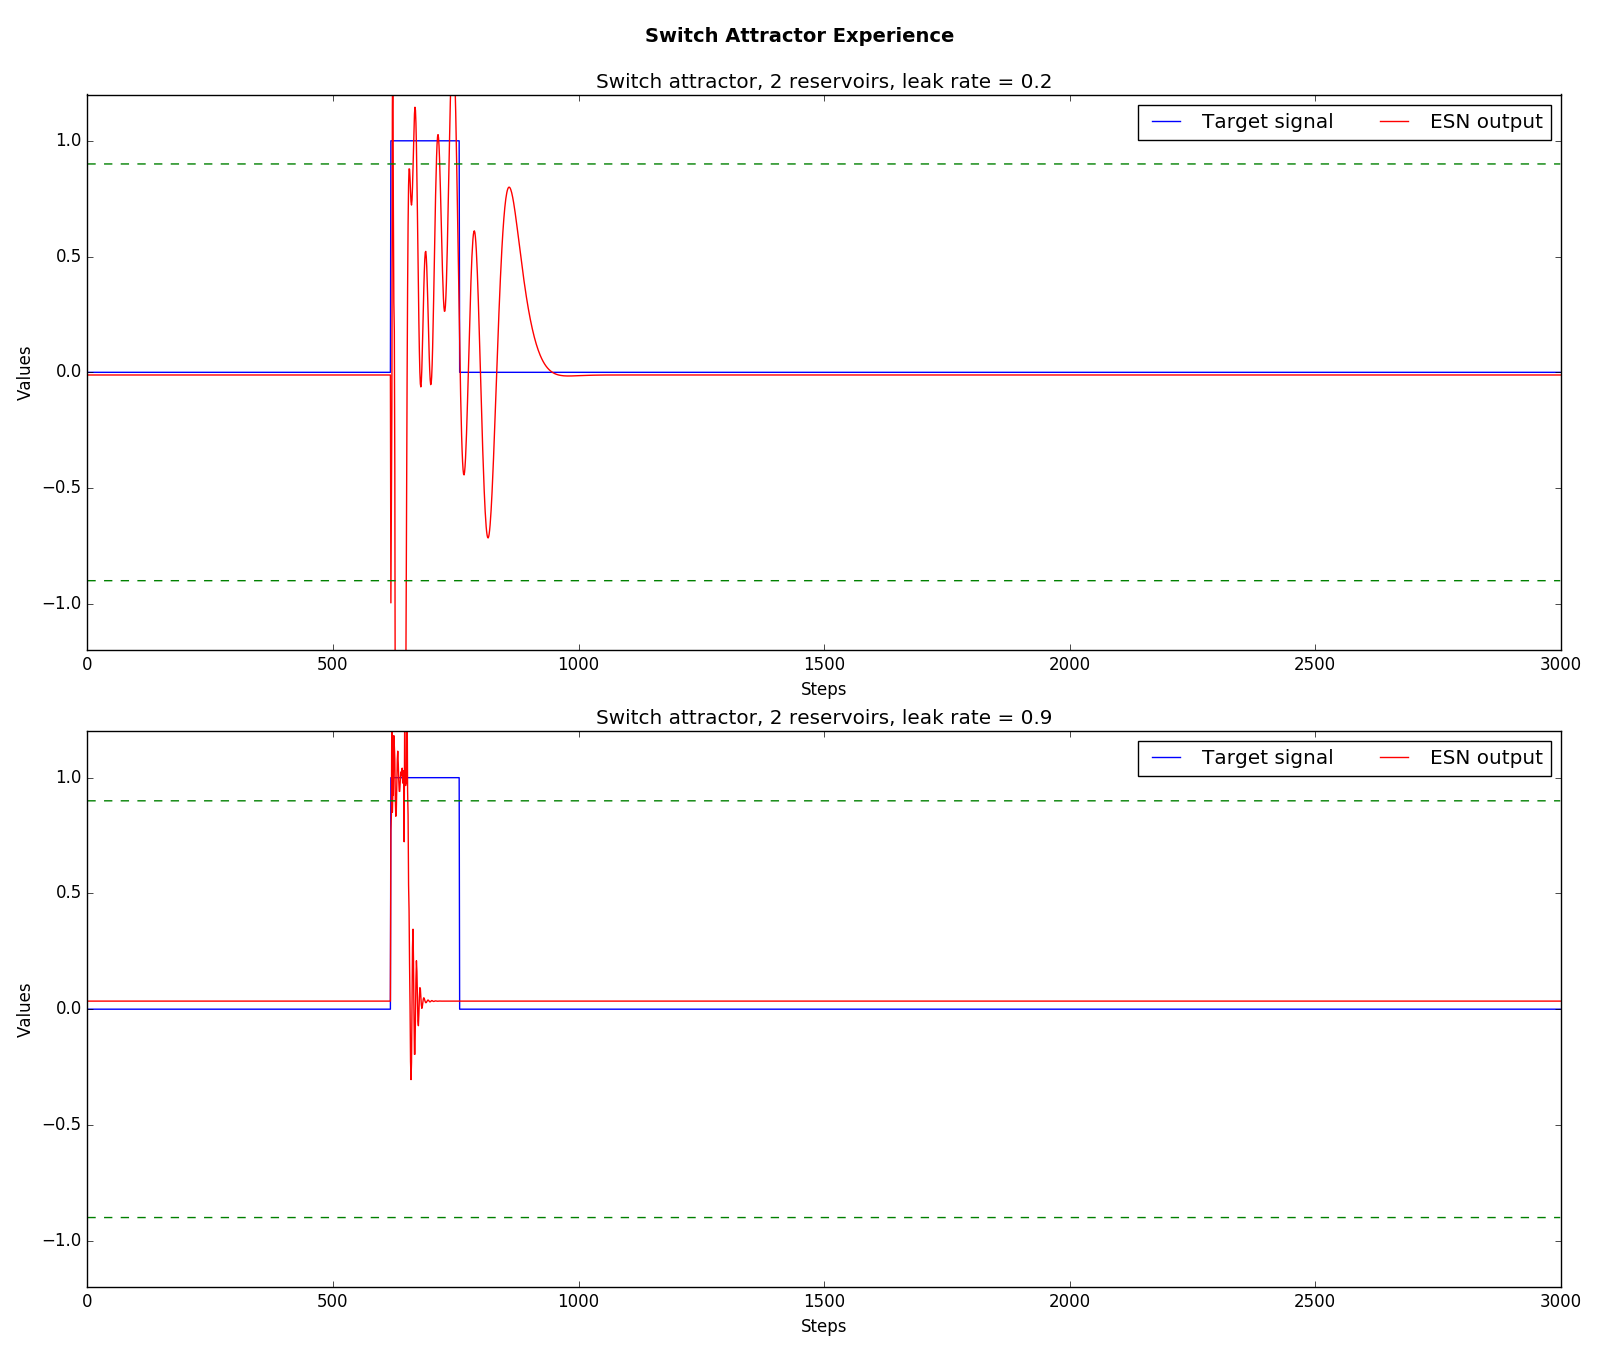 Switch Attractor Experience
Switch attractor, 2 reservoirs, leak rate = 0.2
Target signal ESN output
1.0
0.5
0.0
−0.5
−1.0
Values
0 500 1000 1500 2000 2500 3000
Steps
Switch attractor, 2 reservoirs, leak rate = 0.9
Target signal ESN output
1.0
0.5
0.0
−0.5
−1.0
Values
0 500 1000 1500 2000 2500 3000
Steps